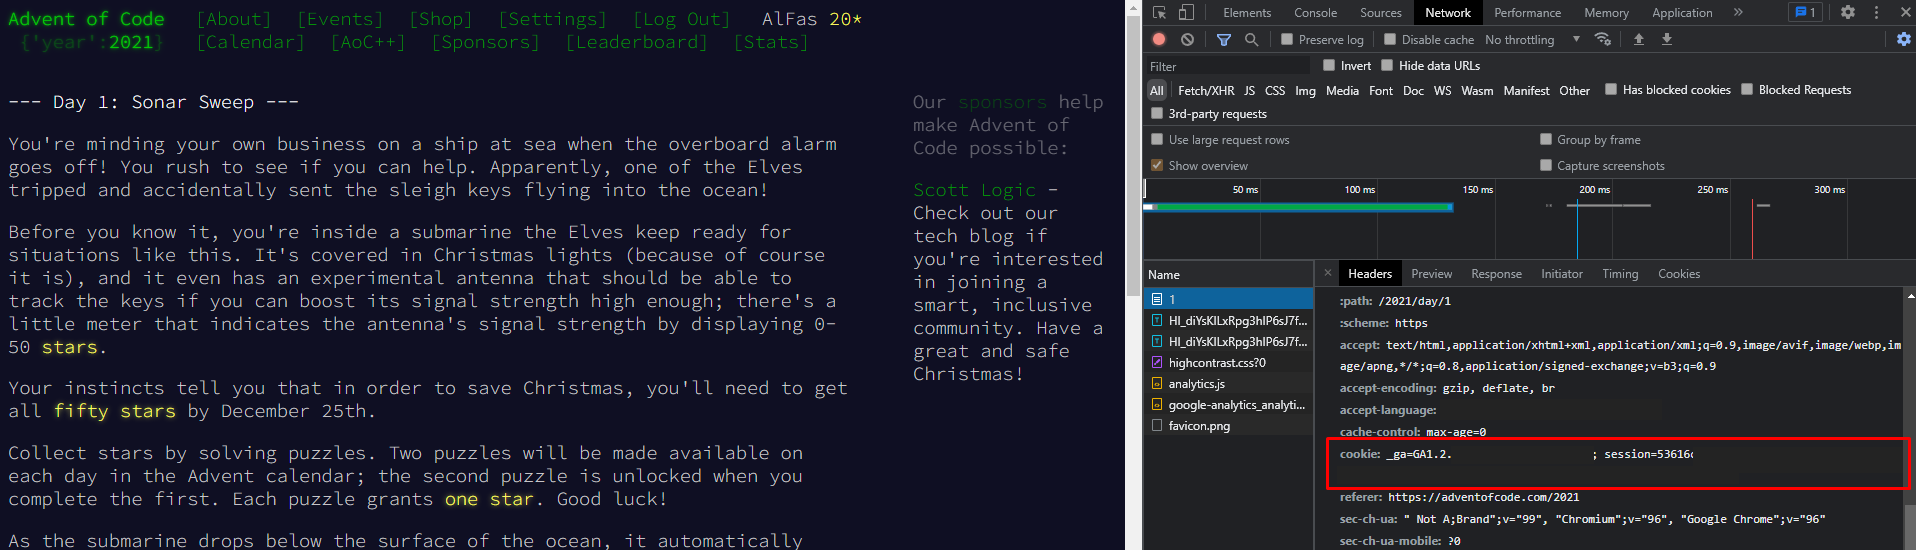 Advent of Code [About] [Events] [Shop] [Settings] [Log Out] AlFas 20*
{'year':2021} [Calendar] [AoC++] [Sponsors] [Leaderboard] [Stats]
--- Day 1: Sonar Sweep ---
You're minding your own business on a ship at sea when the overboard alarm
goes off! You rush to see if you can help. Apparently, one of the Elves
tripped and accidentally sent the sleigh keys flying into the ocean!
Before you know it, you're inside a submarine the Elves keep ready for
situations like this. It's covered in Christmas lights (because of course
it is), and it even has an experimental antenna that should be able to
track the keys if you can boost its signal strength high enough; there's a
little meter that indicates the antenna's signal strength by displaying 0-
50 stars.
Your instincts tell you that in order to save Christmas, you'll need to get
all fifty stars by December 25th.
Collect stars by solving puzzles. Two puzzles will be made available on
each day in the Advent calendar; the second puzzle is unlocked when you
complete the first. Each puzzle grants one star. Good luck!
As the submarine drops below the surface of the ocean, it automatically
Our sponsors help
make Advent of
Code possible:
Scott Logic -
Check out our
tech blog if
you're interested
in joining a
smart, inclusive
community. Have a
great and safe
Christmas!
Elements Console Sources Network Performance Memory Application » 1
Preserve log Disable cache No throttling
Filter Invert Hide data URLs
All Fetch/XHR JS CSS Img Media Font Doc WS Wasm Manifest Other Has blocked cookies Blocked Requests
3rd-party requests
Use large request rows Group by frame
Show overview Capture screenshots
50 ms 100 ms 150 ms 200 ms 250 ms 300 ms
Name
1
HI_diYsKILxRpg3hIP6sJ7f...
HI_diYsKILxRpg3hIP6sJ7f...
highcontrast.css?0
analytics.js
google-analytics_analyti...
favicon.png
× Headers Preview Response Initiator Timing Cookies
:path: /2021/day/1
:scheme: https
accept: text/html,application/xhtml+xml,application/xml;q=0.9,image/avif,image/webp,im
age/apng,*/*;q=0.8,application/signed-exchange;v=b3;q=0.9
accept-encoding: gzip, deflate, br
accept-language:
cache-control: max-age=0
cookie: _ga=GA1.2. ; session=53616c
referer: https://adventofcode.com/2021
sec-ch-ua: " Not A;Brand";v="99", "Chromium";v="96", "Google Chrome";v="96"
sec-ch-ua-mobile: ?0